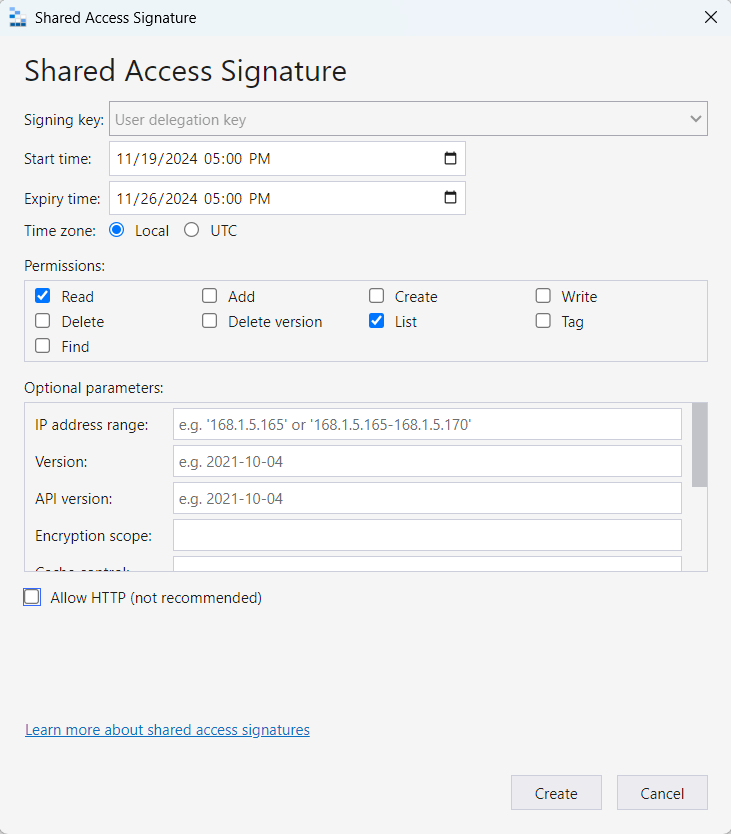 Shared Access Signature
Shared Access Signature
Signing key: User delegation key
Start time: 11/19/2024 05:00 PM
Expiry time: 11/26/2024 05:00 PM
Time zone: Local UTC
Permissions:
Read Add Create Write
Delete Delete version List Tag
Find
Optional parameters:
IP address range: e.g. '168.1.5.165' or '168.1.5.165-168.1.5.170'
Version: e.g. 2021-10-04
API version: e.g. 2021-10-04
Encryption scope:
Cache control:
Allow HTTP (not recommended)
Learn more about shared access signatures
Create Cancel